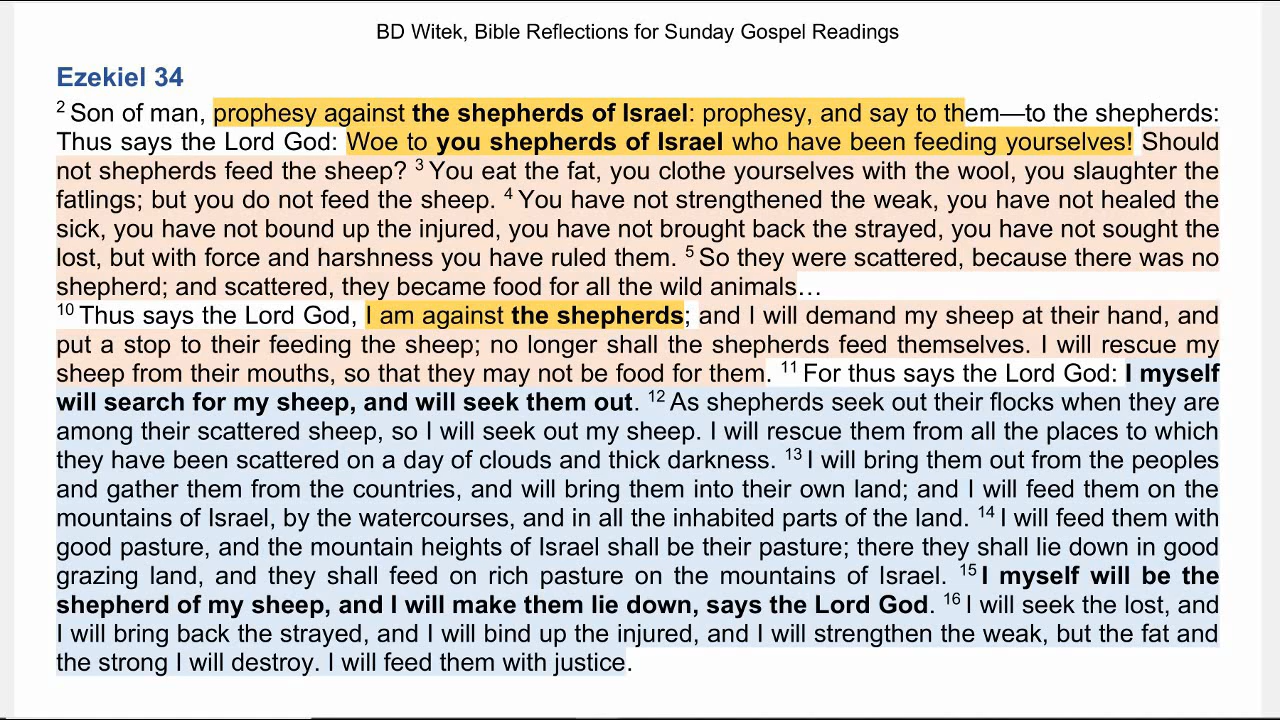 BD Witek, Bible Reflections for Sunday Gospel Readings
Ezekiel 34
2 Son of man, prophesy against the shepherds of Israel: prophesy, and say to them—to the shepherds:
Thus says the Lord God: Woe to you shepherds of Israel who have been feeding yourselves! Should
not shepherds feed the sheep? 3 You eat the fat, you clothe yourselves with the wool, you slaughter the
fatlings; but you do not feed the sheep. 4 You have not strengthened the weak, you have not healed the
sick, you have not bound up the injured, you have not brought back the strayed, you have not sought the
lost, but with force and harshness you have ruled them. 5 So they were scattered, because there was no
shepherd; and scattered, they became food for all the wild animals…
10 Thus says the Lord God, I am against the shepherds; and I will demand my sheep at their hand, and
put a stop to their feeding the sheep; no longer shall the shepherds feed themselves. I will rescue my
sheep from their mouths, so that they may not be food for them. 11 For thus says the Lord God: I myself
will search for my sheep, and will seek them out. 12 As shepherds seek out their flocks when they are
among their scattered sheep, so I will seek out my sheep. I will rescue them from all the places to which
they have been scattered on a day of clouds and thick darkness. 13 I will bring them out from the peoples
and gather them from the countries, and will bring them into their own land; and I will feed them on the
mountains of Israel, by the watercourses, and in all the inhabited parts of the land. 14 I will feed them with
good pasture, and the mountain heights of Israel shall be their pasture; there they shall lie down in good
grazing land, and they shall feed on rich pasture on the mountains of Israel. 15 I myself will be the
shepherd of my sheep, and I will make them lie down, says the Lord God. 16 I will seek the lost, and
I will bring back the strayed, and I will bind up the injured, and I will strengthen the weak, but the fat and
the strong I will destroy. I will feed them with justice.